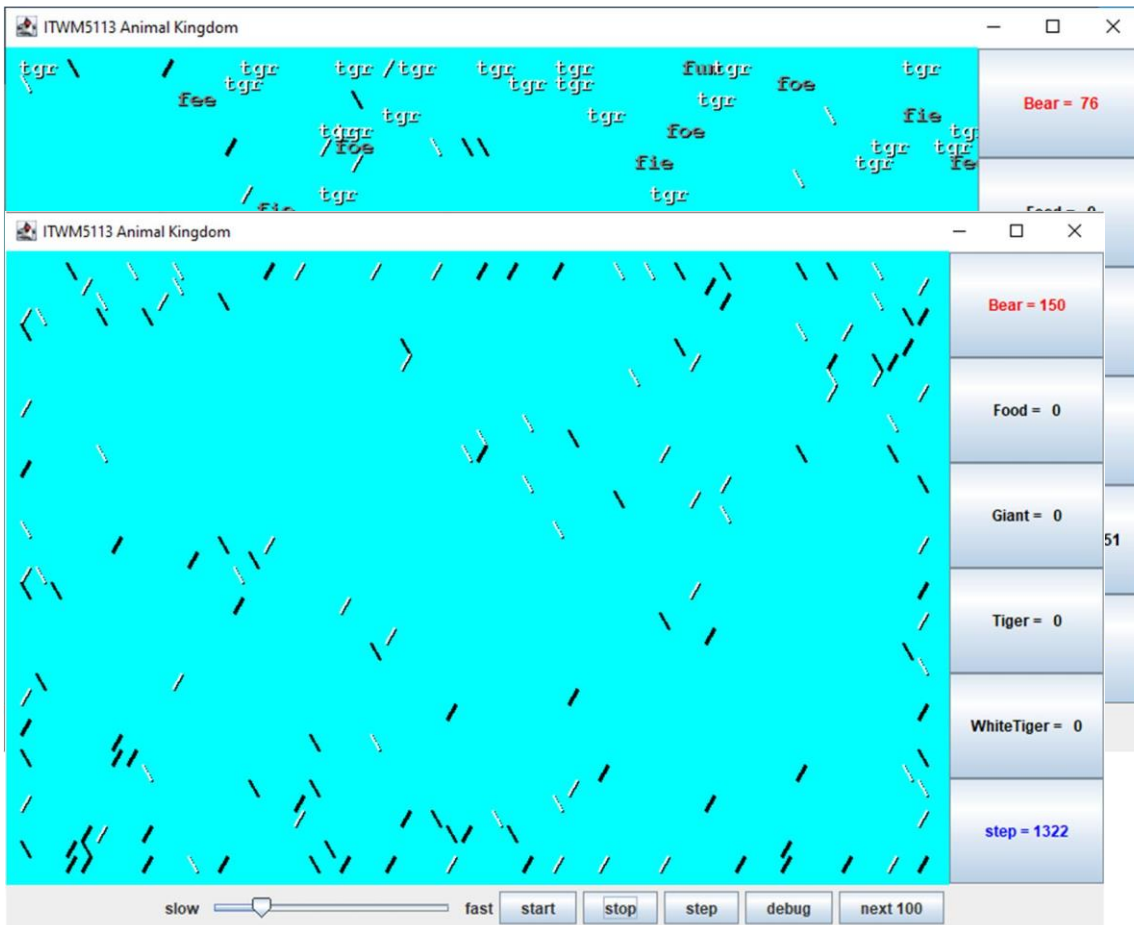 ITWM5113 Animal Kingdom
tgr \ / tgr tgr / tgr tgr tgr tgr tgr
\ tgr tgr tgr foe
fee \ tgr
tgr tgr \ fie
tgr foe
/ / foe \ \ \ tgr tgr
/ fie tgr
\
/ tgr tgr
Bear = 76
ITWM5113 Animal Kingdom
Bear = 150
Food = 0
Giant = 0
51
Tiger = 0
WhiteTiger = 0
step = 1322
slow fast start stop step debug next 100